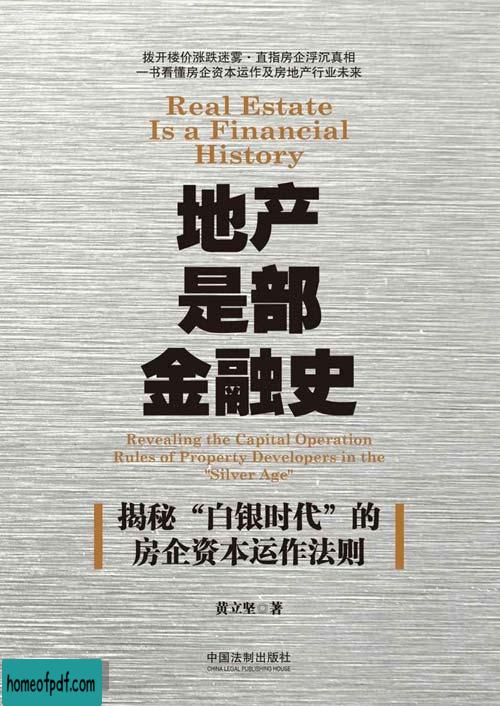 拨开楼价涨跌迷雾·直指房企浮沉真相
一书看懂房企资本运作及房地产行业未来
Real Estate
Is a Financial
History
地产
是部
金融史
Revealing the Capital Operation
Rules of Property Developers in the
"Silver Age"
揭秘“白银时代”的
房企资本运作法则
黄立坚◎著
中国法制出版社
CHINA LEGAL PUBLISHING HOUSE
homeofpdf.com